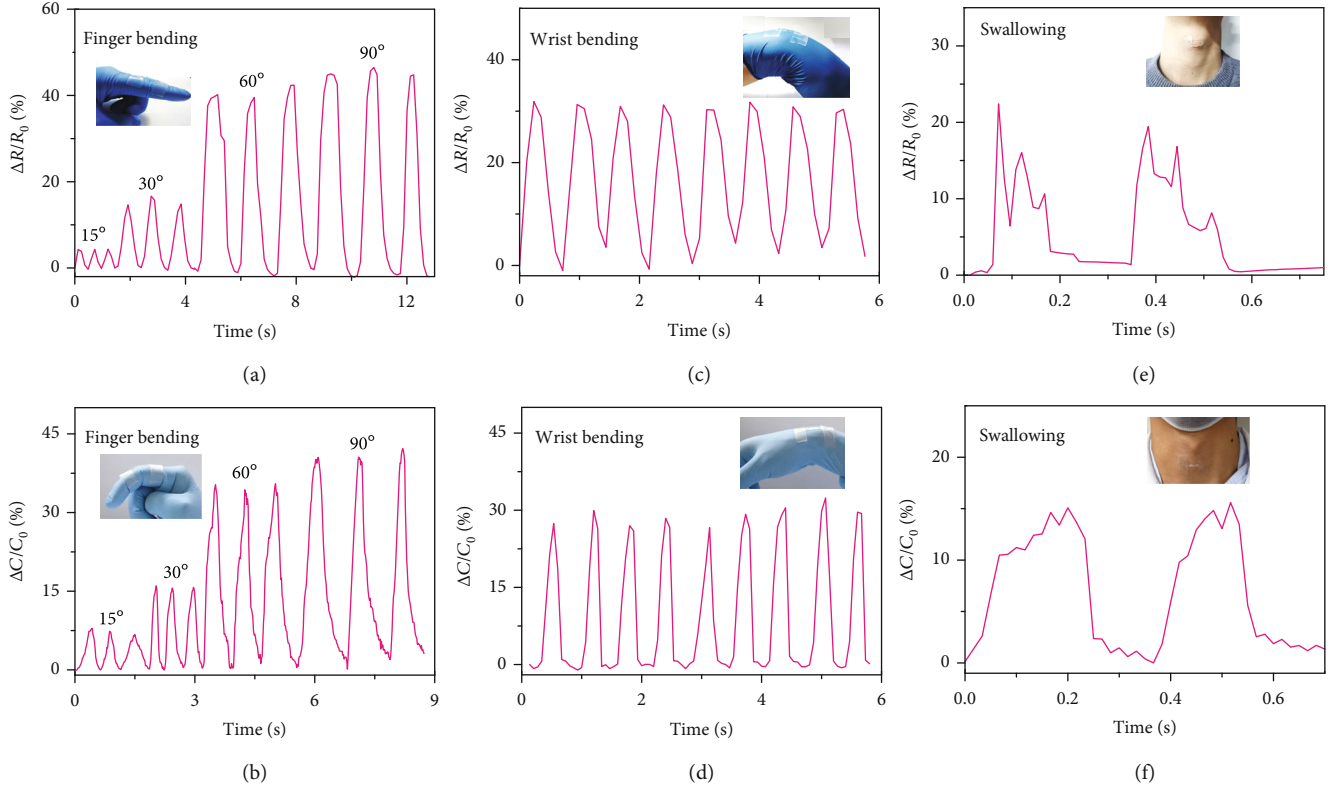 60
40
20
0
ΔR/R₀ (%)
Finger bending
15°
30°
60°
90°
0
4
8
12
Time (s)
(a)
60
40
20
0
ΔR/R₀ (%)
Wrist bending
0
2
4
6
Time (s)
(c)
30
20
10
0
ΔR/R₀ (%)
Swallowing
0.0
0.2
0.4
0.6
Time (s)
(e)
45
30
15
0
ΔC/C₀ (%)
Finger bending
15°
30°
60°
90°
0
3
6
9
Time (s)
(b)
45
30
15
0
ΔC/C₀ (%)
Wrist bending
0
2
4
6
Time (s)
(d)
20
10
0
ΔC/C₀ (%)
Swallowing
0.0
0.2
0.4
0.6
Time (s)
(f)